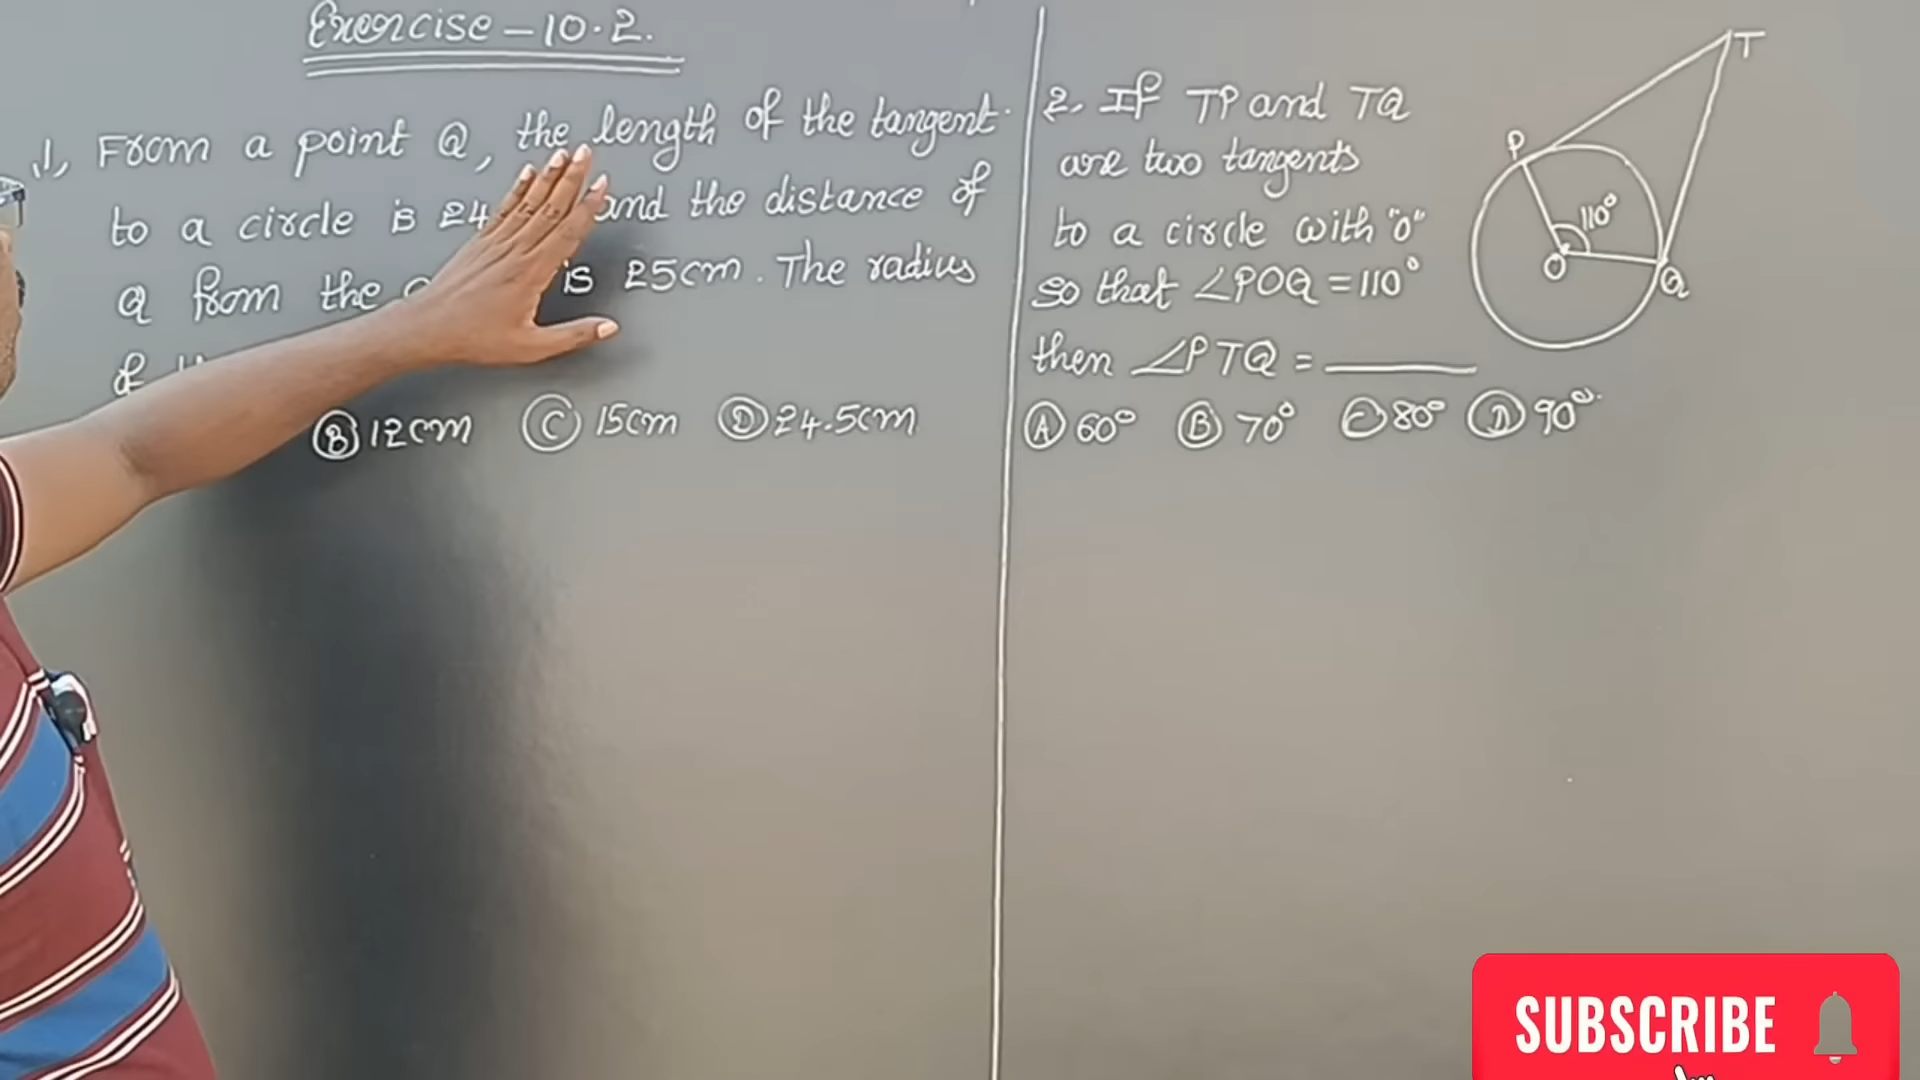 Exercise - 10.2.
1, From a point Q, the length of the tangent
to a circle is 24 and the distance of
Q from the is 25cm. The radius
of
Ⓑ 12cm Ⓒ 15cm Ⓓ 24.5cm
2. If TP and TQ
are two tangents
to a circle with "O"
so that ∠POQ = 110°
then ∠PTQ = ______
Ⓐ 60° Ⓑ 70° Ⓒ 80° Ⓓ 90°
T
P
110°
O
Q
SUBSCRIBE